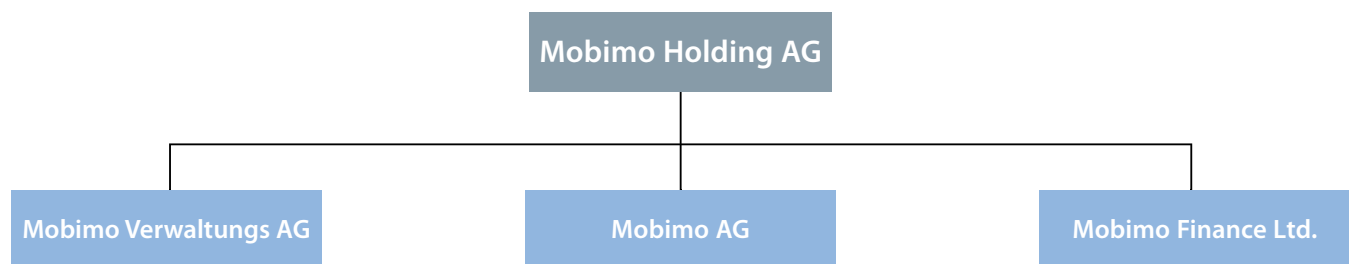 Mobimo Holding AG
Mobimo Verwaltungs AG
Mobimo AG
Mobimo Finance Ltd.